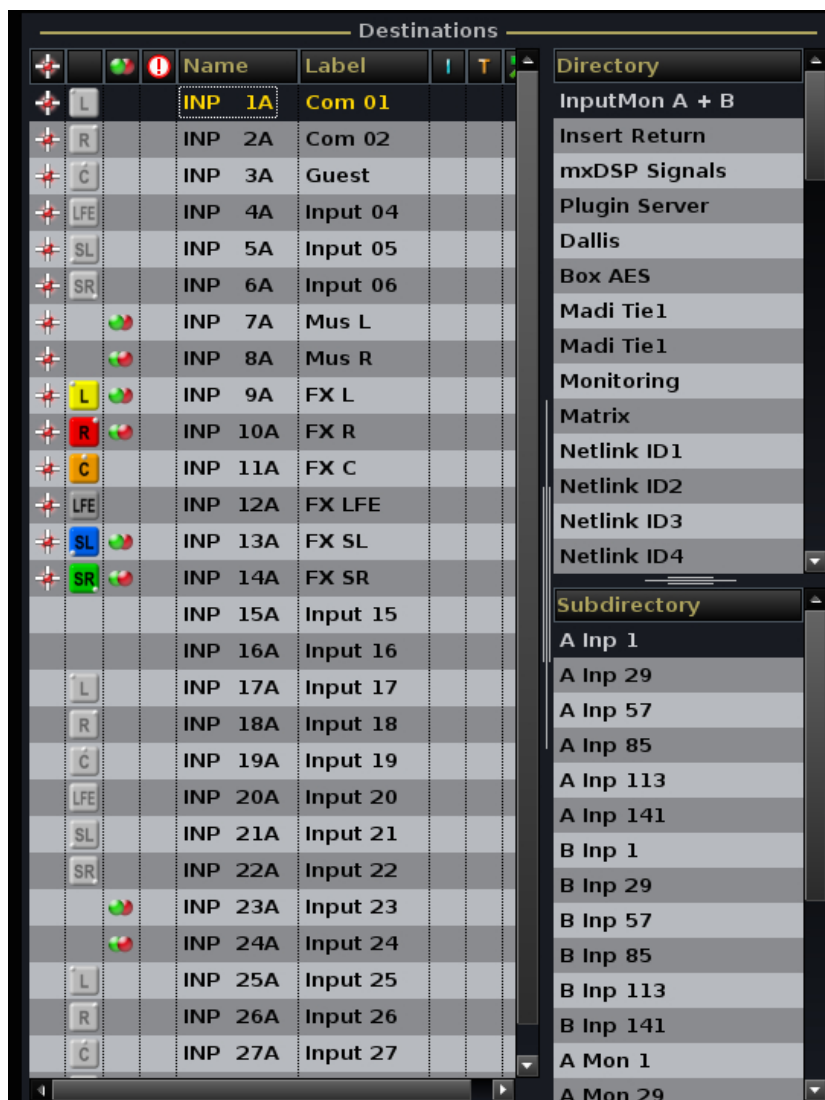 Destinations
Name Label I T
L INP 1A Com 01
R INP 2A Com 02
C INP 3A Guest
LFE INP 4A Input 04
SL INP 5A Input 05
SR INP 6A Input 06
INP 7A Mus L
INP 8A Mus R
L INP 9A FX L
R INP 10A FX R
C INP 11A FX C
LFE INP 12A FX LFE
SL INP 13A FX SL
SR INP 14A FX SR
INP 15A Input 15
INP 16A Input 16
L INP 17A Input 17
R INP 18A Input 18
C INP 19A Input 19
LFE INP 20A Input 20
SL INP 21A Input 21
SR INP 22A Input 22
INP 23A Input 23
INP 24A Input 24
L INP 25A Input 25
R INP 26A Input 26
C INP 27A Input 27
Directory
InputMon A + B
Insert Return
mxDSP Signals
Plugin Server
Dallis
Box AES
Madi Tie1
Madi Tie1
Monitoring
Matrix
Netlink ID1
Netlink ID2
Netlink ID3
Netlink ID4
Subdirectory
A Inp 1
A Inp 29
A Inp 57
A Inp 85
A Inp 113
A Inp 141
B Inp 1
B Inp 29
B Inp 57
B Inp 85
B Inp 113
B Inp 141
A Mon 1
A Mon 29